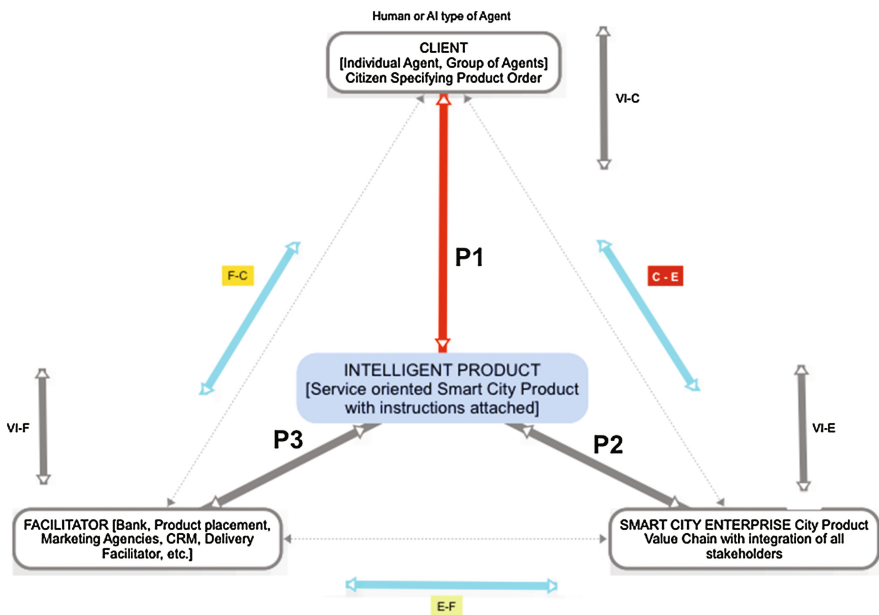 Human or AI type of Agent
CLIENT
[Individual Agent, Group of Agents]
Citizen Specifying Product Order
VI-C
P1
F-C
C - E
INTELLIGENT PRODUCT
[Service oriented Smart City Product
with instructions attached]
VI-F
P3
P2
VI-E
FACILITATOR [Bank, Product placement,
Marketing Agencies, CRM, Delivery
Facilitator, etc.]
SMART CITY ENTERPRISE City Product
Value Chain with integration of all
stakeholders
E-F